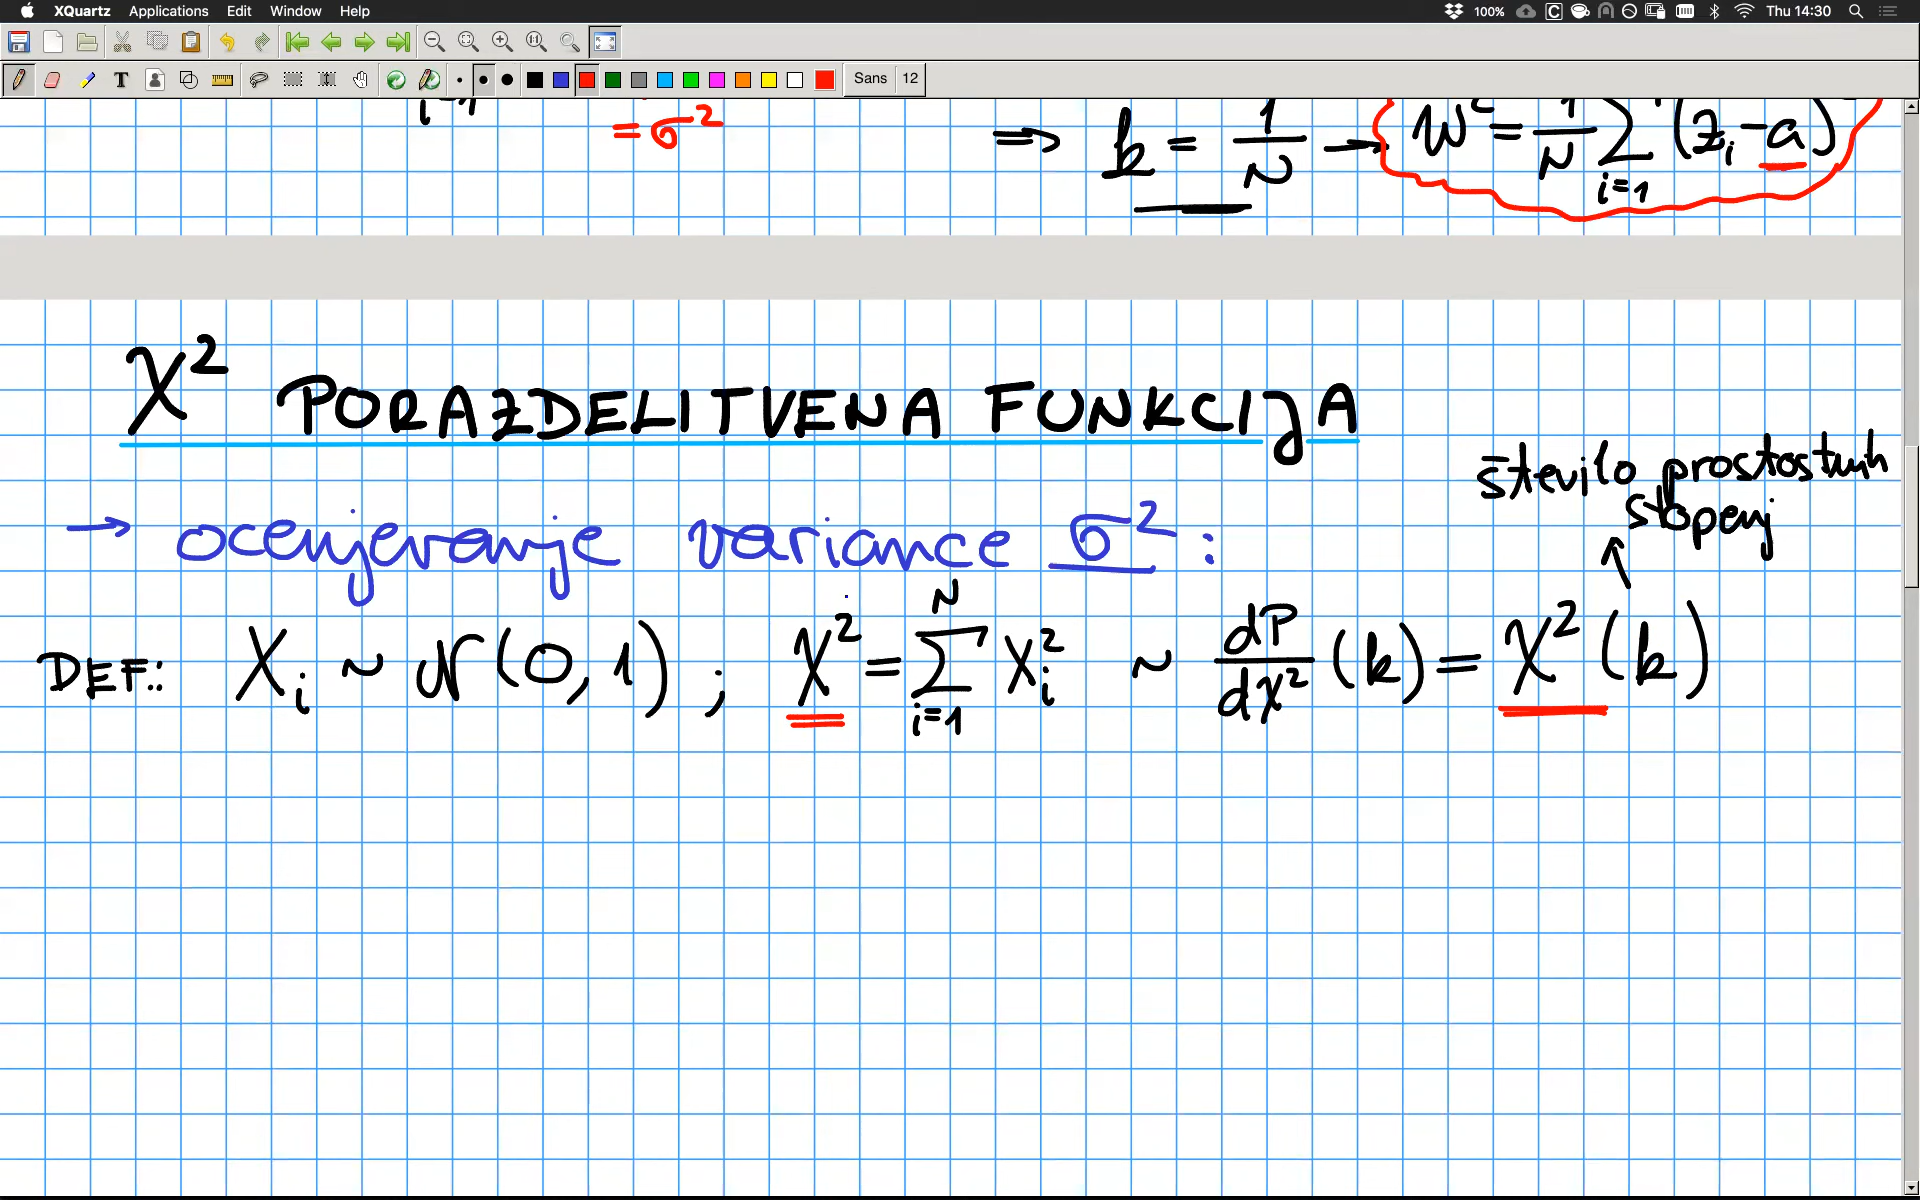 XQuartz Applications Edit Window Help 100% Thu 14:30
Sans 12
= σ²
⟹ k = 1/N → W² = 1/N Σ i=1 (z_i - a)
χ² PORAZDELITVENA FUNKCIJA
število prostostnih
stopenj
→ ocenjevanje variance σ² :
DEF.: X_i ~ N(0,1) ; χ² = Σ_{i=1}^{N} X_i² ~ dP/dχ² (k) = χ²(k)